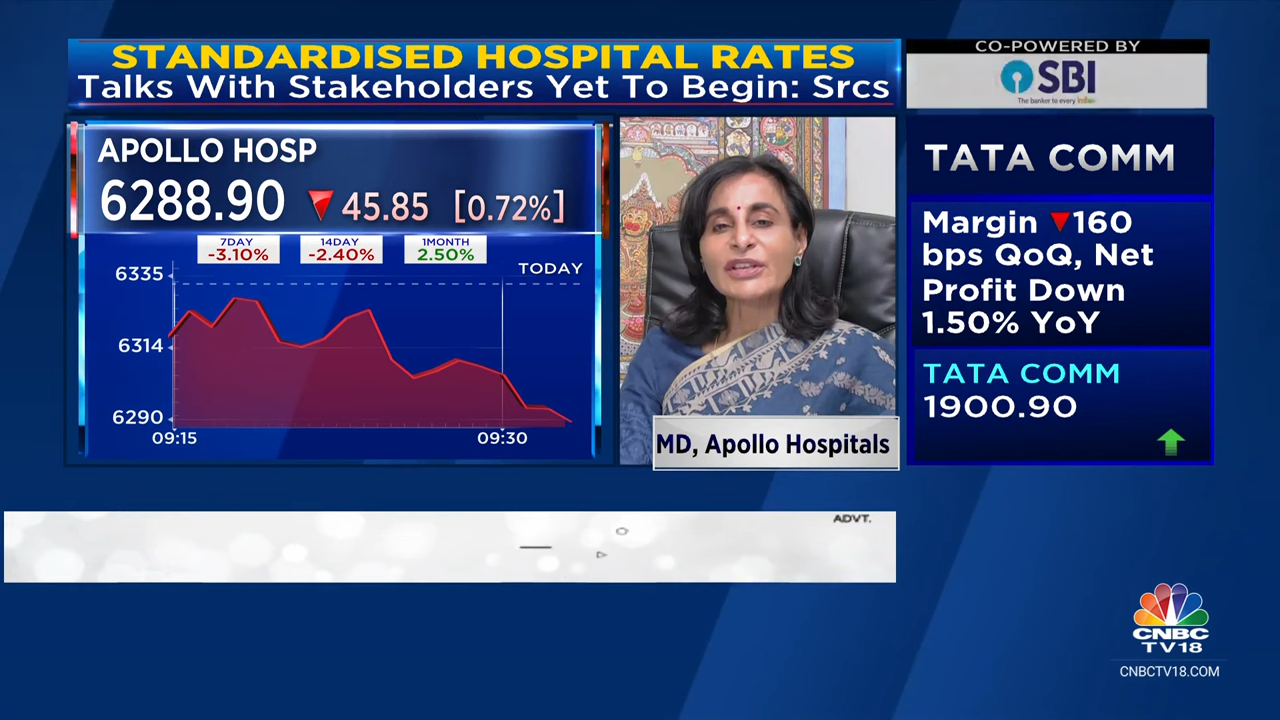 STANDARDISED HOSPITAL RATES
Talks With Stakeholders Yet To Begin: Srcs
CO-POWERED BY
SBI
The banker to every Indian
APOLLO HOSP
6288.90 ▼ 45.85 [0.72%]
7DAY
-3.10%
14DAY
-2.40%
1MONTH
2.50%
TODAY
6335
6314
6290
09:15
09:30
MD, Apollo Hospitals
TATA COMM
Margin ▼160
bps QoQ, Net
Profit Down
1.50% YoY
TATA COMM
1900.90
ADVT.
CNBC
TV18
CNBCTV18.COM